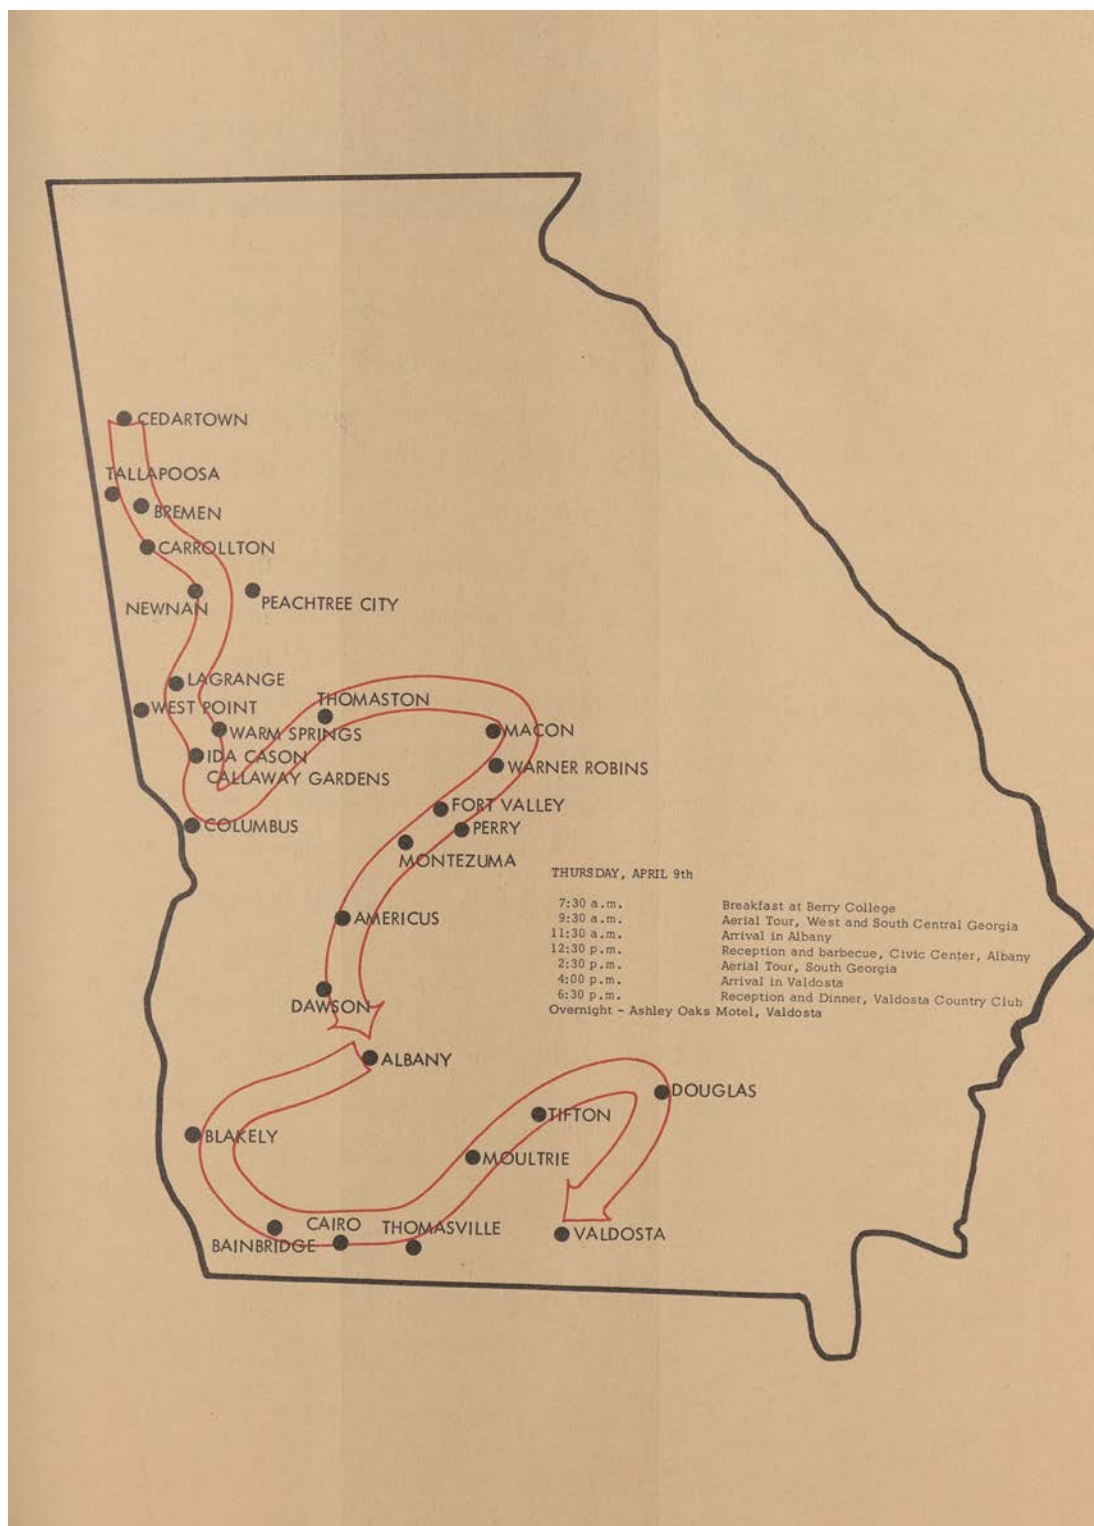 CEDARTOWN
TALLAPOOSA
BREMEN
CARROLLTON
NEWNAN
PEACHTREE CITY
LAGRANGE
WEST POINT
THOMASTON
WARM SPRINGS
MACON
IDA CASON
CALLAWAY GARDENS
WARNER ROBINS
COLUMBUS
FORT VALLEY
PERRY
MONTEZUMA
AMERICUS
DAWSON
THURSDAY, APRIL 9th
7:30 a.m. Breakfast at Berry College
9:30 a.m. Aerial Tour, West and South Central Georgia
11:30 a.m. Arrival in Albany
12:30 p.m. Reception and barbecue, Civic Center, Albany
2:30 p.m. Aerial Tour, South Georgia
4:00 p.m. Arrival in Valdosta
6:30 p.m. Reception and Dinner, Valdosta Country Club
Overnight - Ashley Oaks Motel, Valdosta
ALBANY
DOUGLAS
TIFTON
BLAKELY
MOULTRIE
CAIRO
THOMASVILLE
BAINBRIDGE
VALDOSTA